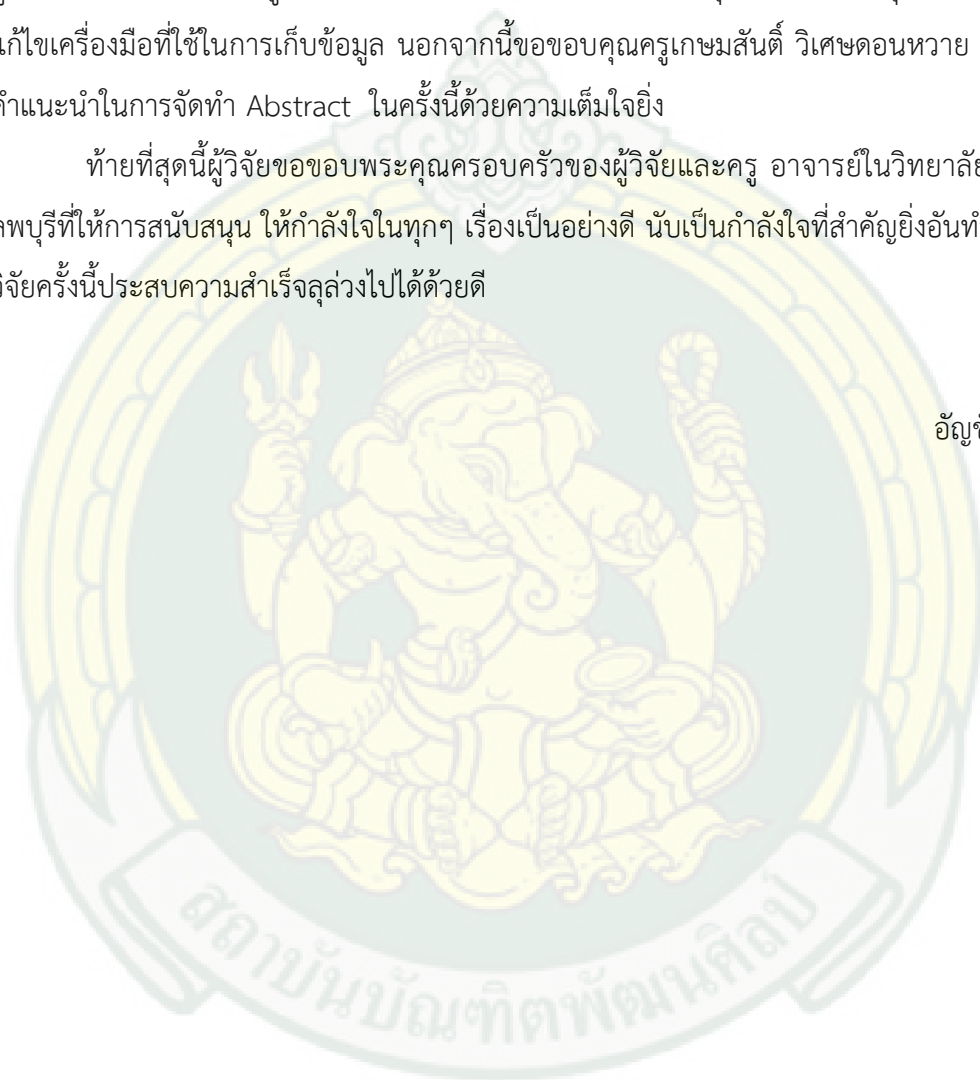 แก้ไขเครื่องมือที่ใช้ในการเก็บข้อมูล นอกจากนี้ขอขอบคุณครูเกษมสันติ์ วิเศษดอนหวาย
คำแนะนำในการจัดทำ Abstract ในครั้งนี้ด้วยความเต็มใจยิ่ง
ท้ายที่สุดนี้ผู้วิจัยขอขอบพระคุณครอบครัวของผู้วิจัยและครู อาจารย์ในวิทยาลัย
ลพบุรีที่ให้การสนับสนุน ให้กำลังใจในทุกๆ เรื่องเป็นอย่างดี นับเป็นกำลังใจที่สำคัญยิ่งอันทำ
วิจัยครั้งนี้ประสบความสำเร็จลุล่วงไปได้ด้วยดี
สถาบันบัณฑิตพัฒนศิลป์